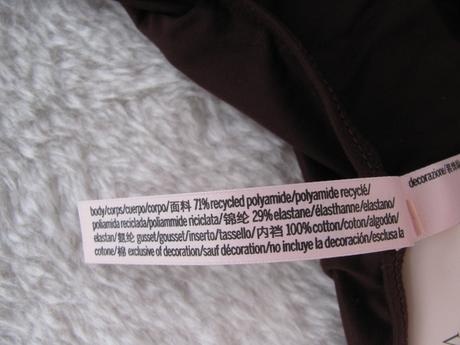 body/corps/cuerpo/corpo/面料 71% recycled polyamide/polyamide recyclé/
poliamida reciclada/poliammide riciclata/锦纶 29% elastane/élasthanne/elastano/
elastan/氨纶 gusset/gousset/inserto/tassello/内裆 100% cotton/coton/algodón/
cotone/棉 exclusive of decoration/sauf décoration/no incluye la decoración/esclusa la
decorazione/